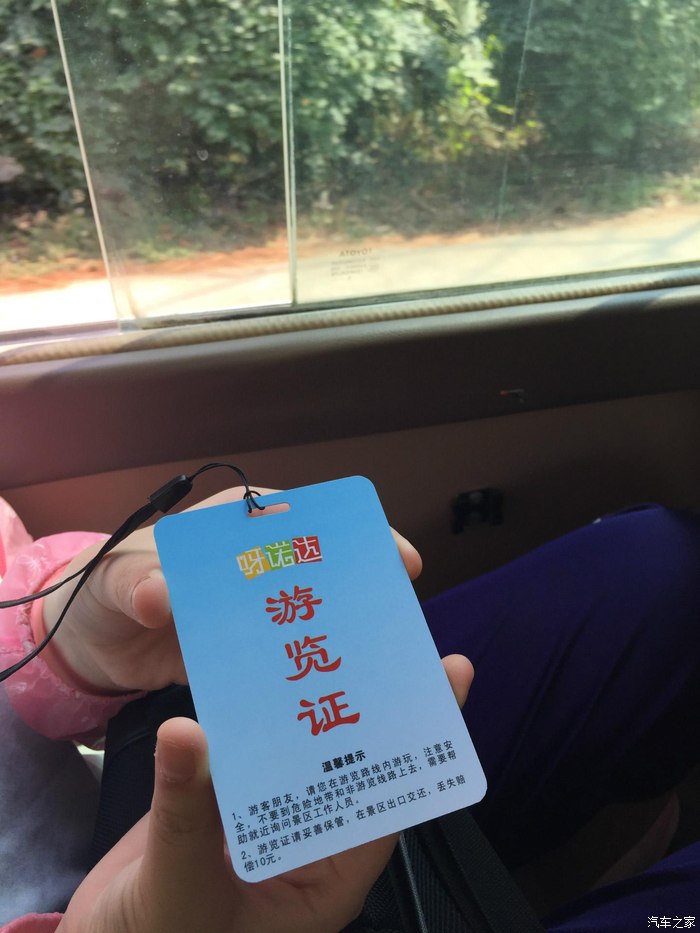 TOYOTA
呀诺达
游
览
证
温馨提示
1、游客朋友，请您在游览路线内游玩，注意安
全，不要到危险地带和非游览线路上去，需要帮
助就近询问景区工作人员。
2、游览证请妥善保管，在景区出口交还，丢失赔
偿10元。
汽车之家